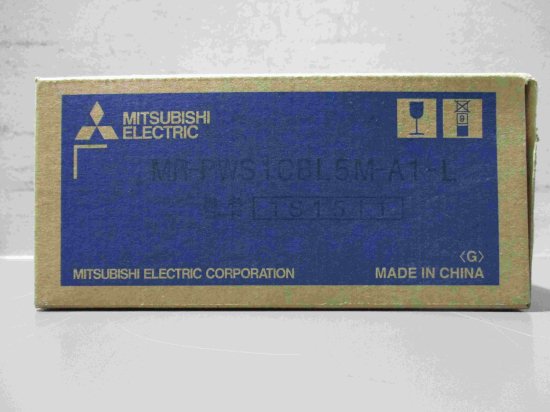 MITSUBISHI
ELECTRIC
MR-PWS1CBL5M-A1-L
MITSUBISHI ELECTRIC CORPORATION
<G>
MADE IN CHINA